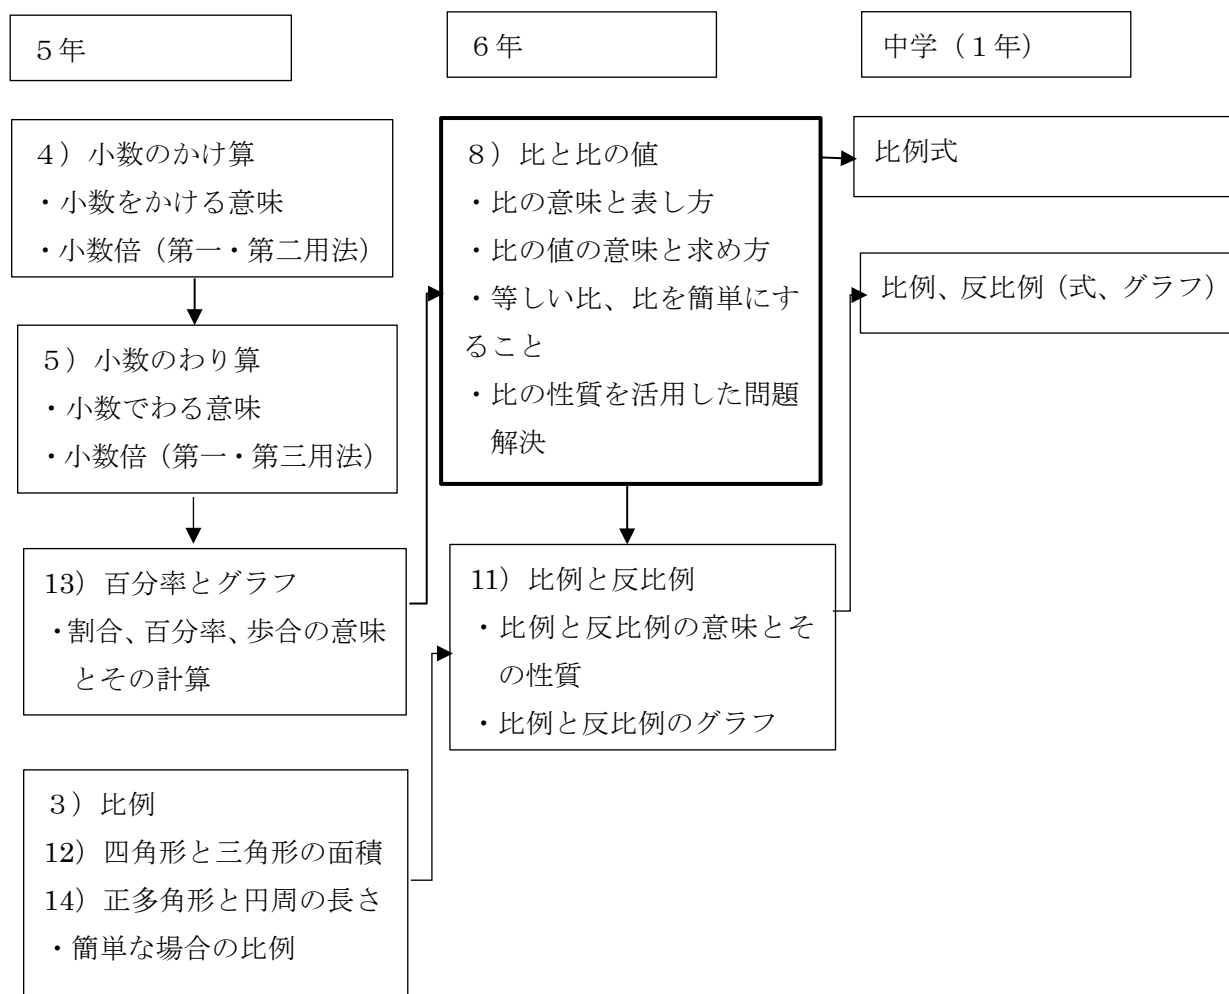 ５年
６年
中学（１年）
４）小数のかけ算
・小数をかける意味
・小数倍（第一・第二用法）
５）小数のわり算
・小数でわる意味
・小数倍（第一・第三用法）
13）百分率とグラフ
・割合、百分率、歩合の意味
とその計算
３）比例
12）四角形と三角形の面積
14）正多角形と円周の長さ
・簡単な場合の比例
８）比と比の値
・比の意味と表し方
・比の値の意味と求め方
・等しい比、比を簡単にす
ること
・比の性質を活用した問題
解決
11）比例と反比例
・比例と反比例の意味とそ
の性質
・比例と反比例のグラフ
比例式
比例、反比例（式、グラフ）